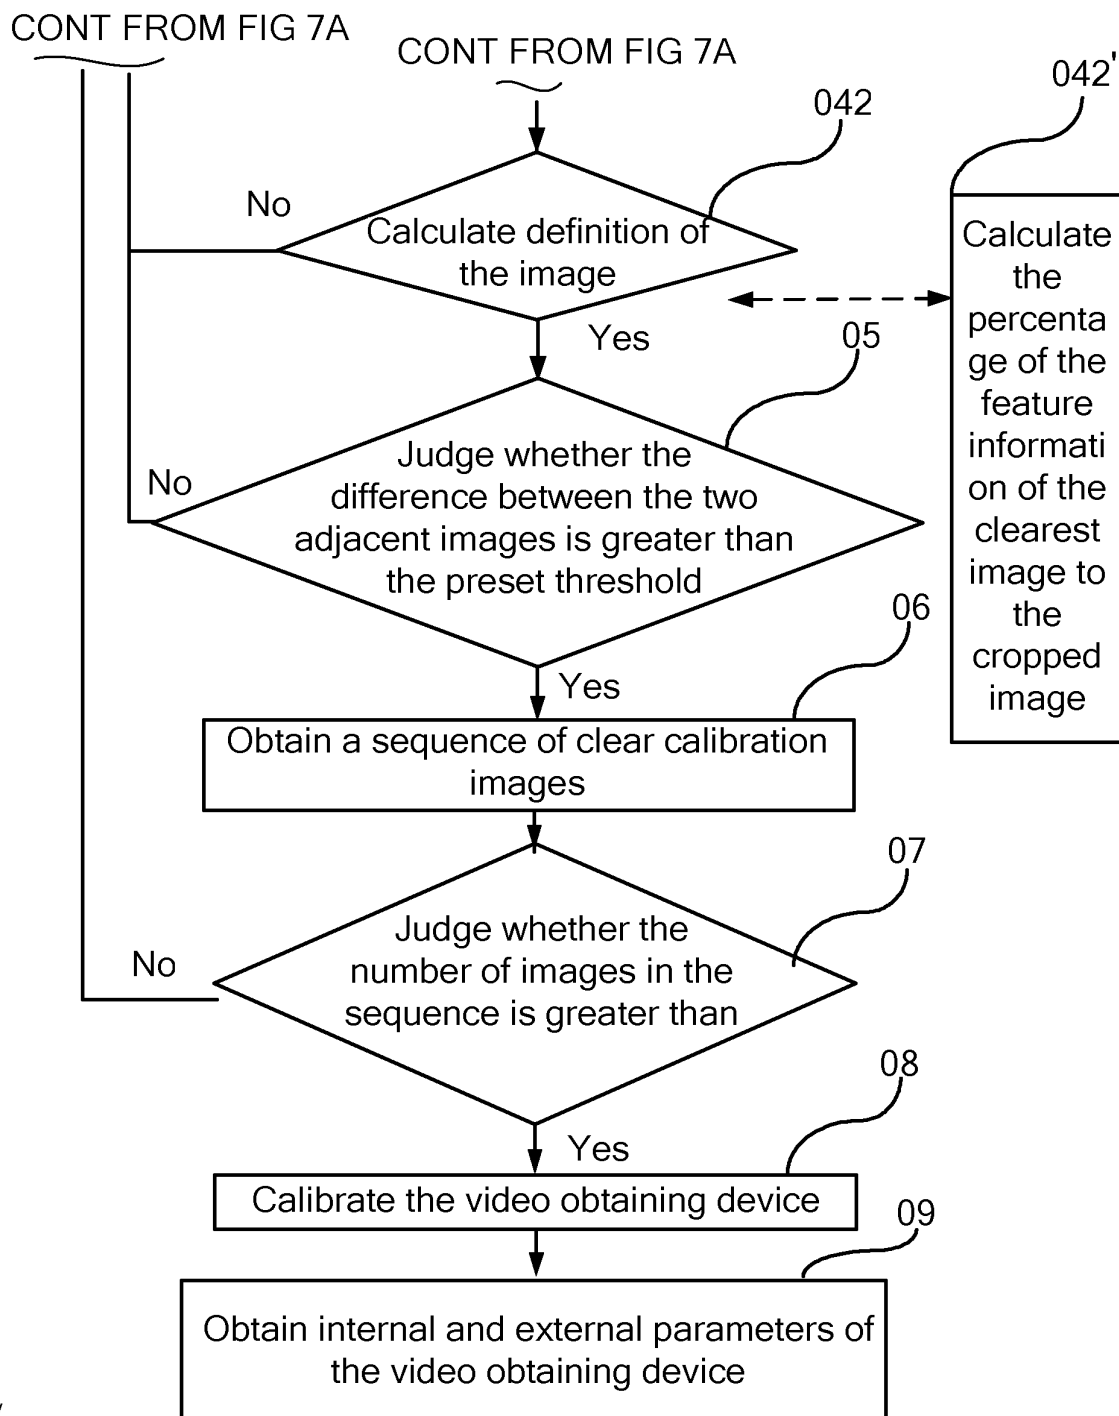 CONT FROM FIG 7A
CONT FROM FIG 7A
042
042'
No
Calculate definition of
the image
Yes
Calculate
the
percenta
ge of the
feature
informati
on of the
clearest
image to
the
cropped
image
05
No
Judge whether the
difference between the two
adjacent images is greater than
the preset threshold
Yes
06
Obtain a sequence of clear calibration
images
07
No
Judge whether the
number of images in the
sequence is greater than
Yes
08
Calibrate the video obtaining device
09
Obtain internal and external parameters of
the video obtaining device